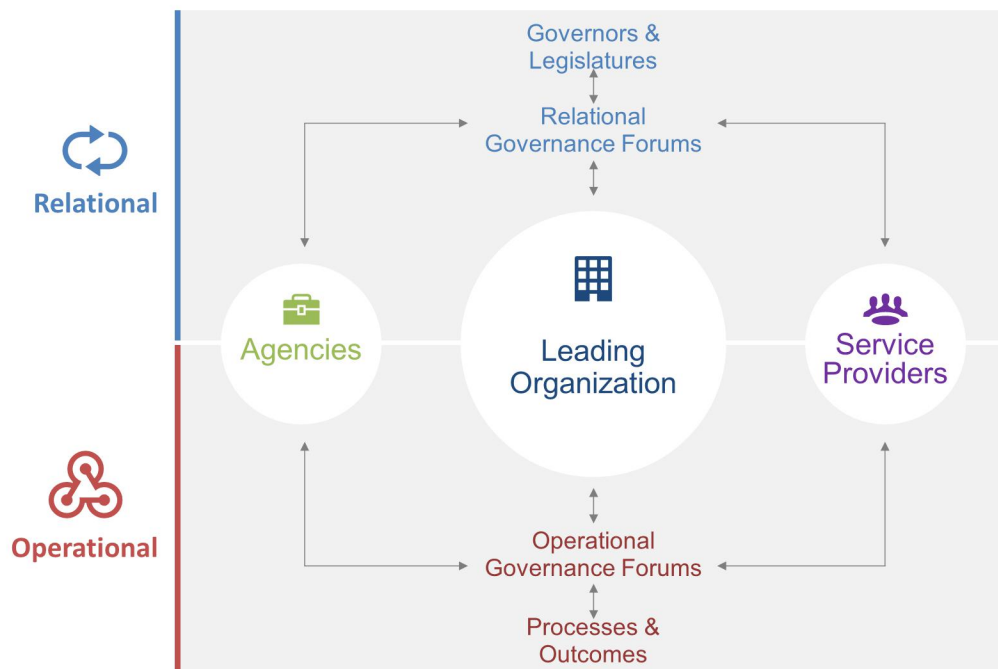 Governors &
Legislatures
Relational
Governance Forums
Relational
Agencies
Leading
Organization
Service
Providers
Operational
Operational
Governance Forums
Processes &
Outcomes